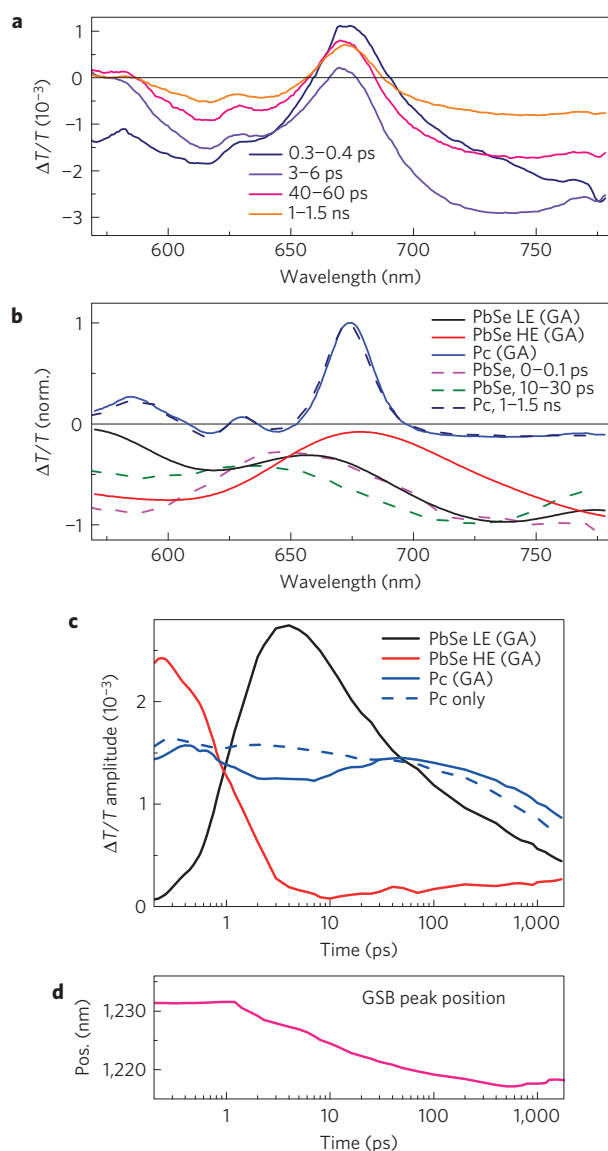 a
1
0
-1
-2
-3
ΔT/T (10⁻³)
0.3–0.4 ps
3–6 ps
40–60 ps
1–1.5 ns
600
650
700
750
Wavelength (nm)
b
1
0
-1
ΔT/T (norm.)
PbSe LE (GA)
PbSe HE (GA)
Pc (GA)
PbSe, 0–0.1 ps
PbSe, 10–30 ps
Pc, 1–1.5 ns
600
650
700
750
Wavelength (nm)
c
2
1
0
ΔT/T amplitude (10⁻³)
PbSe LE (GA)
PbSe HE (GA)
Pc (GA)
Pc only
1
10
100
1,000
Time (ps)
d
1,230
1,220
Pos. (nm)
GSB peak position
1
10
100
1,000
Time (ps)